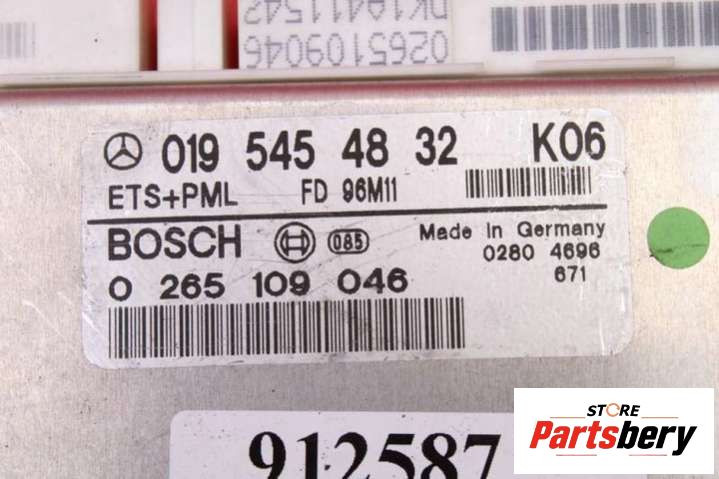 0265109046
DK1A411542
019 545 48 32 K06
ETS+PML FD 96M11
BOSCH 085 Made In Germany
0280 4696
0 265 109 046 671
912587
STORE
Partsbery